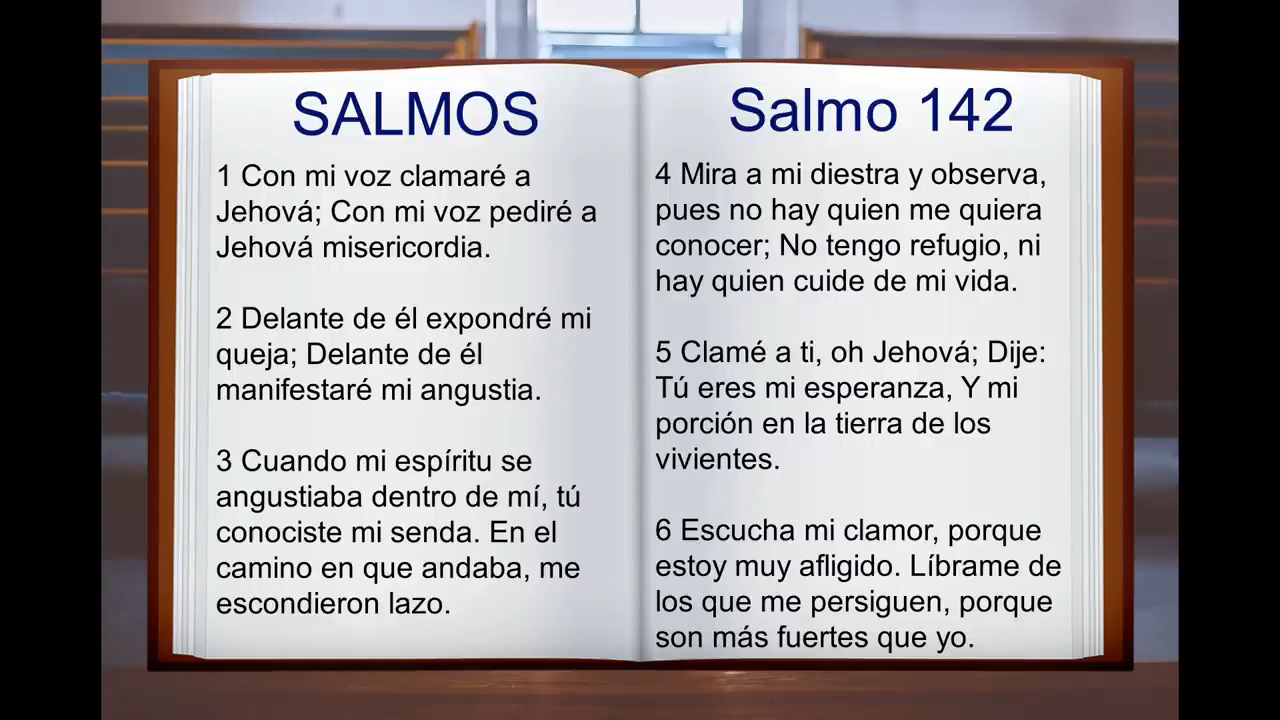 SALMOS
1 Con mi voz clamaré a
Jehová; Con mi voz pediré a
Jehová misericordia.
2 Delante de él expondré mi
queja; Delante de él
manifestaré mi angustia.
3 Cuando mi espíritu se
angustiaba dentro de mí, tú
conociste mi senda. En el
camino en que andaba, me
escondieron lazo.
Salmo 142
4 Mira a mi diestra y observa,
pues no hay quien me quiera
conocer; No tengo refugio, ni
hay quien cuide de mi vida.
5 Clamé a ti, oh Jehová; Dije:
Tú eres mi esperanza, Y mi
porción en la tierra de los
vivientes.
6 Escucha mi clamor, porque
estoy muy afligido. Líbrame de
los que me persiguen, porque
son más fuertes que yo.